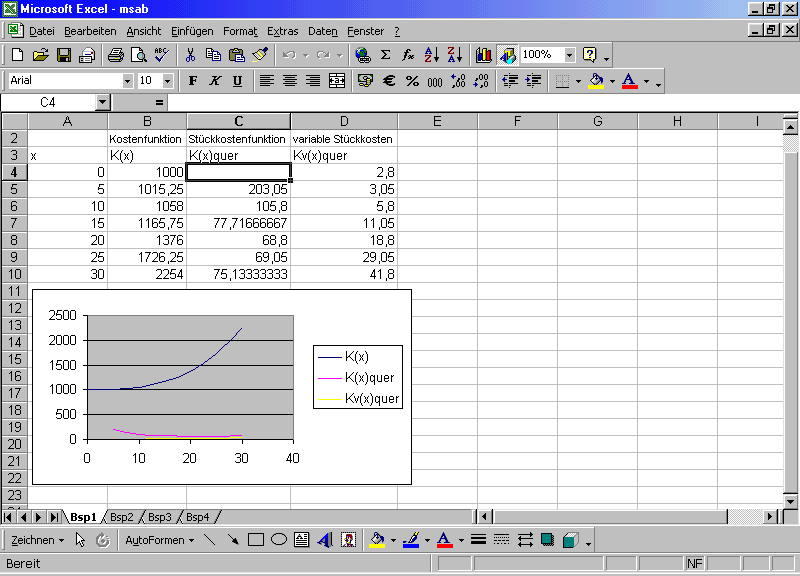 Microsoft Excel - msab
Datei Bearbeiten Ansicht Einfügen Format Extras Daten Fenster ?
100%
Arial 10 F K U € % 000
C4 =
A B C D E F G H I
2 Kostenfunktion Stückkostenfunktion variable Stückkosten
3 x K(x) K(x)quer Kv(x)quer
4 0 1000 2,8
5 5 1015,25 203,05 3,05
6 10 1058 105,8 5,8
7 15 1165,75 77,71666667 11,05
8 20 1376 68,8 18,8
9 25 1726,25 69,05 29,05
10 30 2254 75,13333333 41,8
11
12
13
14
15
16
17
18
19
20
21
22
23
2500
2000
1500
1000
500
0
0 10 20 30 40
K(x)
K(x)quer
Kv(x)quer
Bsp1 Bsp2 Bsp3 Bsp4
Zeichnen AutoFormen
Bereit NF